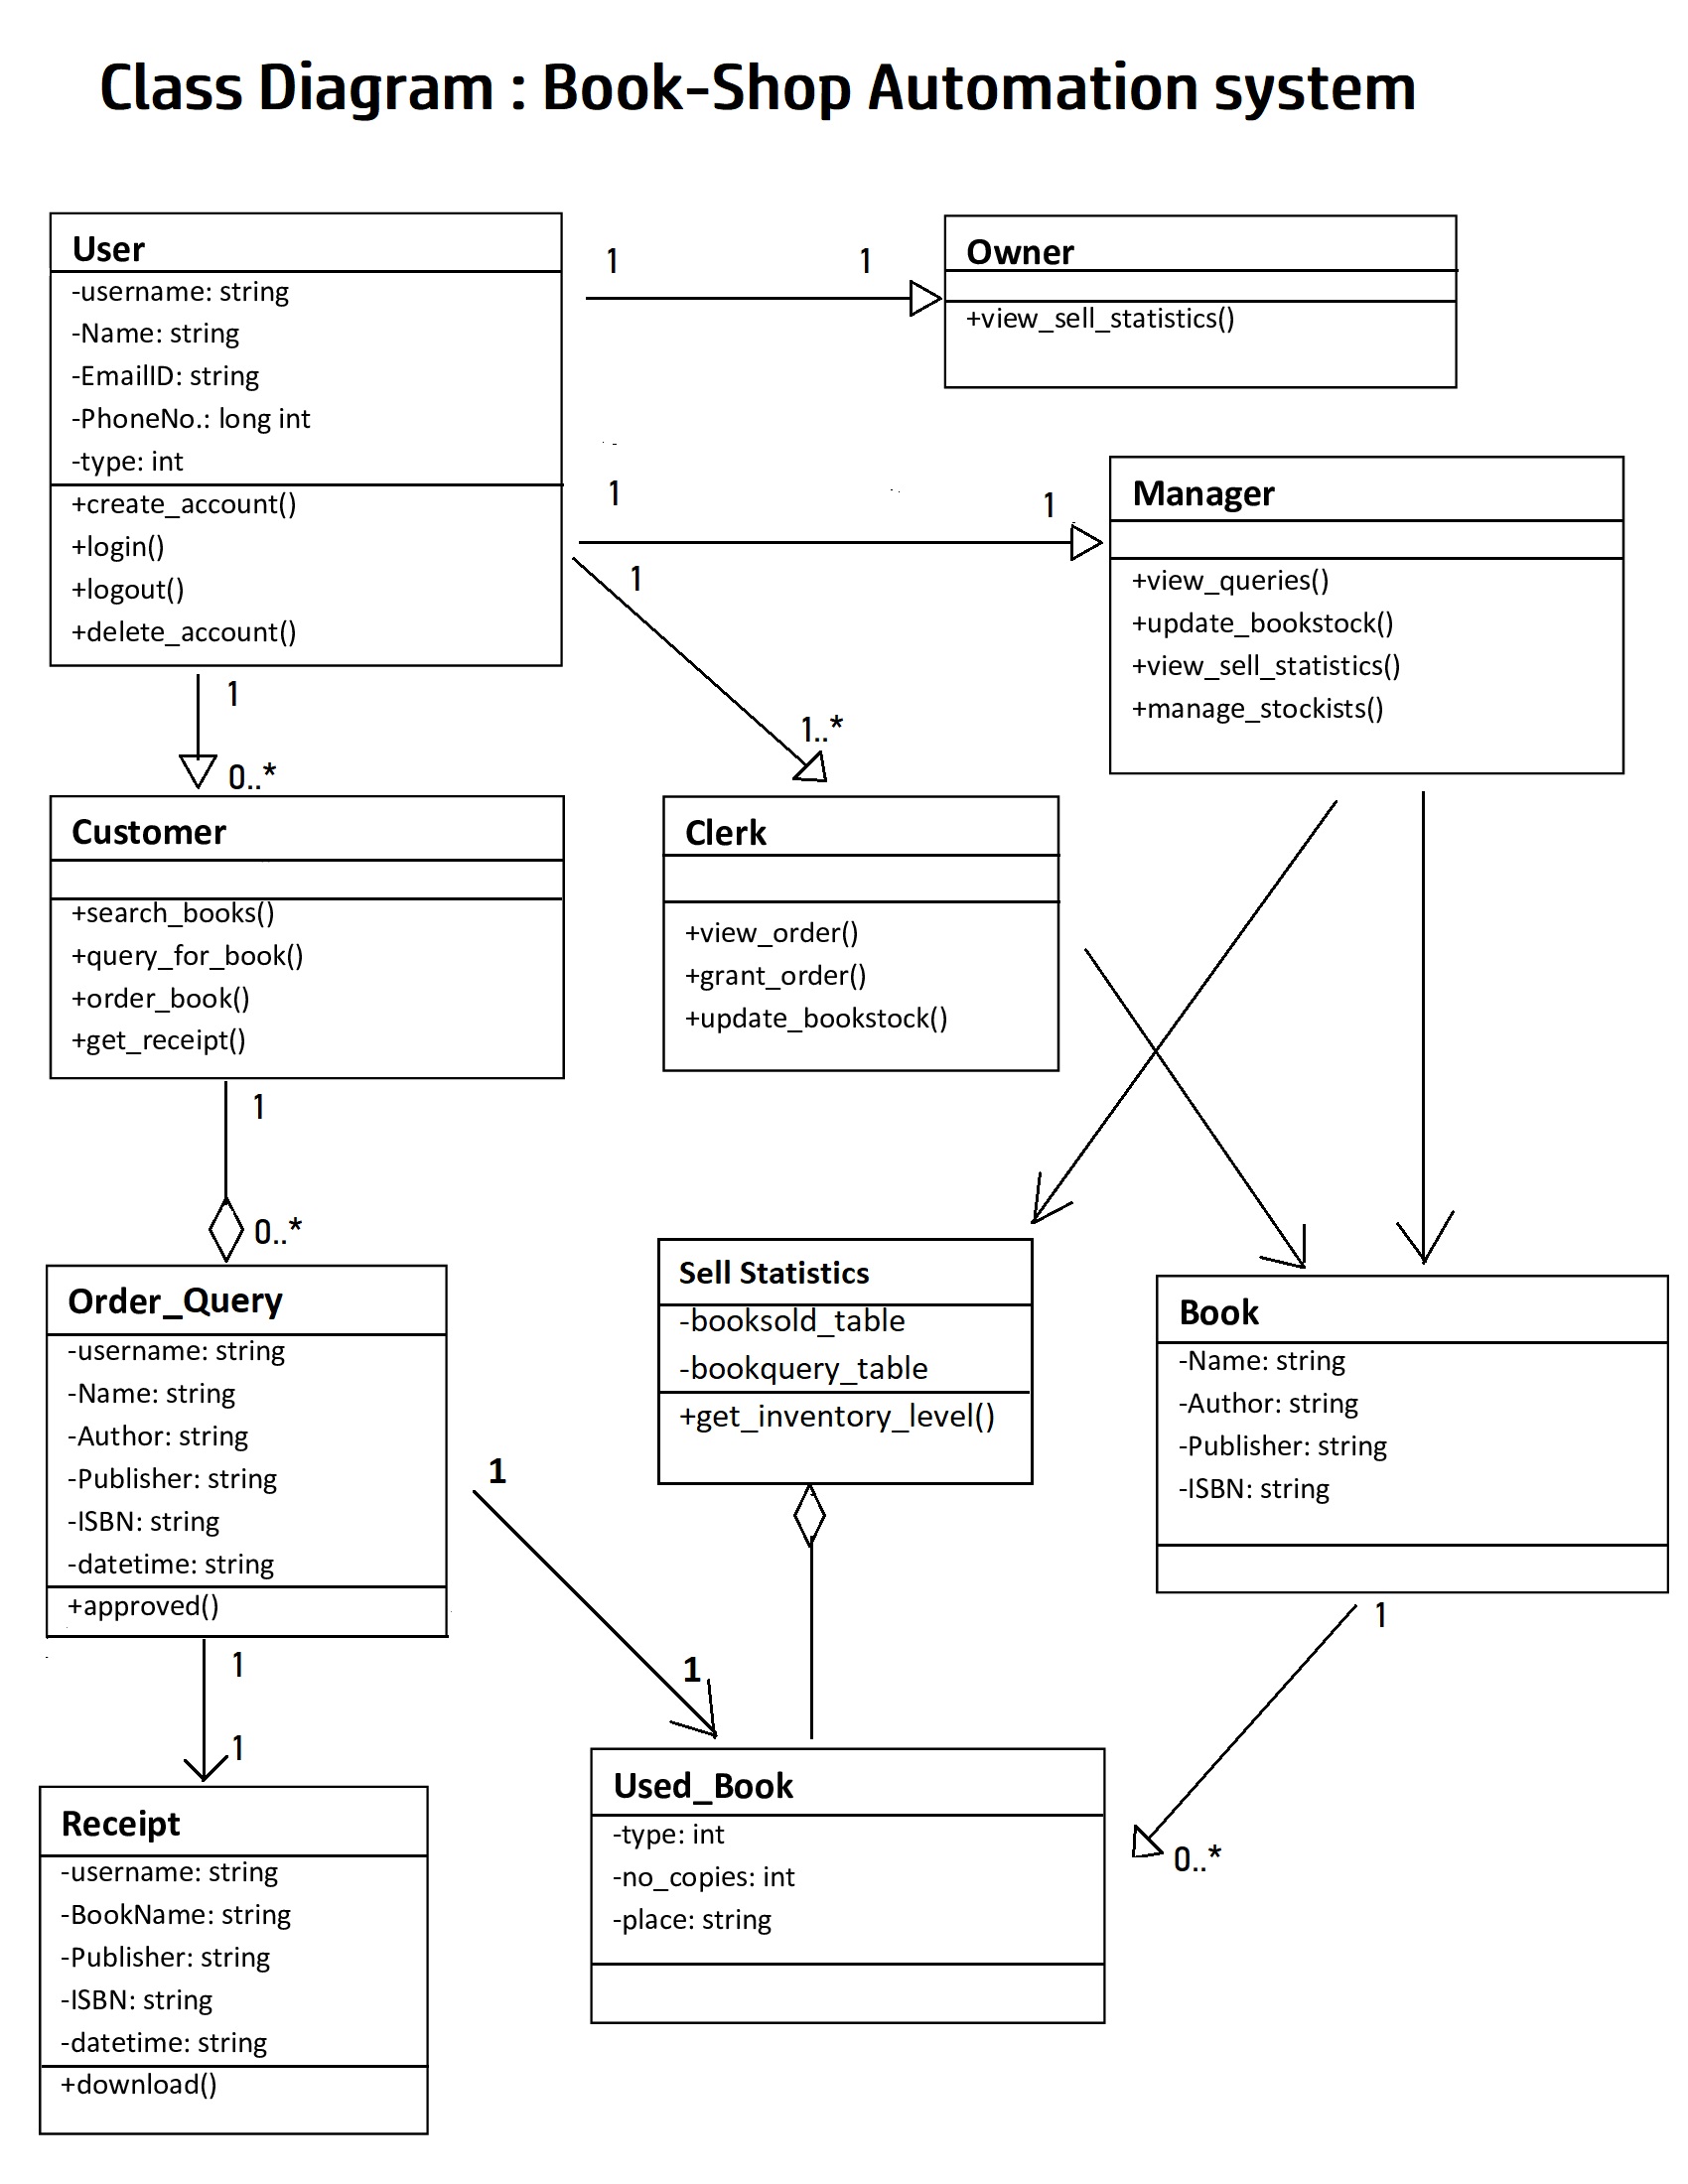 Class Diagram : Book-Shop Automation system
User
-username: string
-Name: string
-EmailID: string
-PhoneNo.: long int
-type: int
+create_account()
+login()
+logout()
+delete_account()
1
1
Owner
+view_sell_statistics()
1
1
Manager
+view_queries()
+update_bookstock()
+view_sell_statistics()
+manage_stockists()
1
1..*
1
0..*
Customer
+search_books()
+query_for_book()
+order_book()
+get_receipt()
Clerk
+view_order()
+grant_order()
+update_bookstock()
1
0..*
Order_Query
-username: string
-Name: string
-Author: string
-Publisher: string
-ISBN: string
-datetime: string
+approved()
Sell Statistics
-booksold_table
-bookquery_table
+get_inventory_level()
Book
-Name: string
-Author: string
-Publisher: string
-ISBN: string
1
1
1
1
1
0..*
Receipt
-username: string
-BookName: string
-Publisher: string
-ISBN: string
-datetime: string
+download()
Used_Book
-type: int
-no_copies: int
-place: string